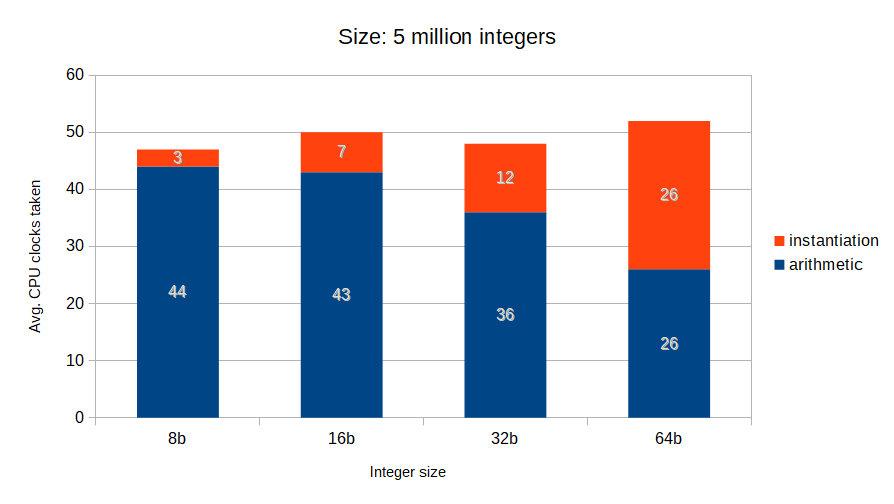 Size: 5 million integers
Avg. CPU clocks taken
60
50
40
30
20
10
0
3
7
12
26
44
43
36
26
8b
16b
32b
64b
Integer size
instantiation
arithmetic